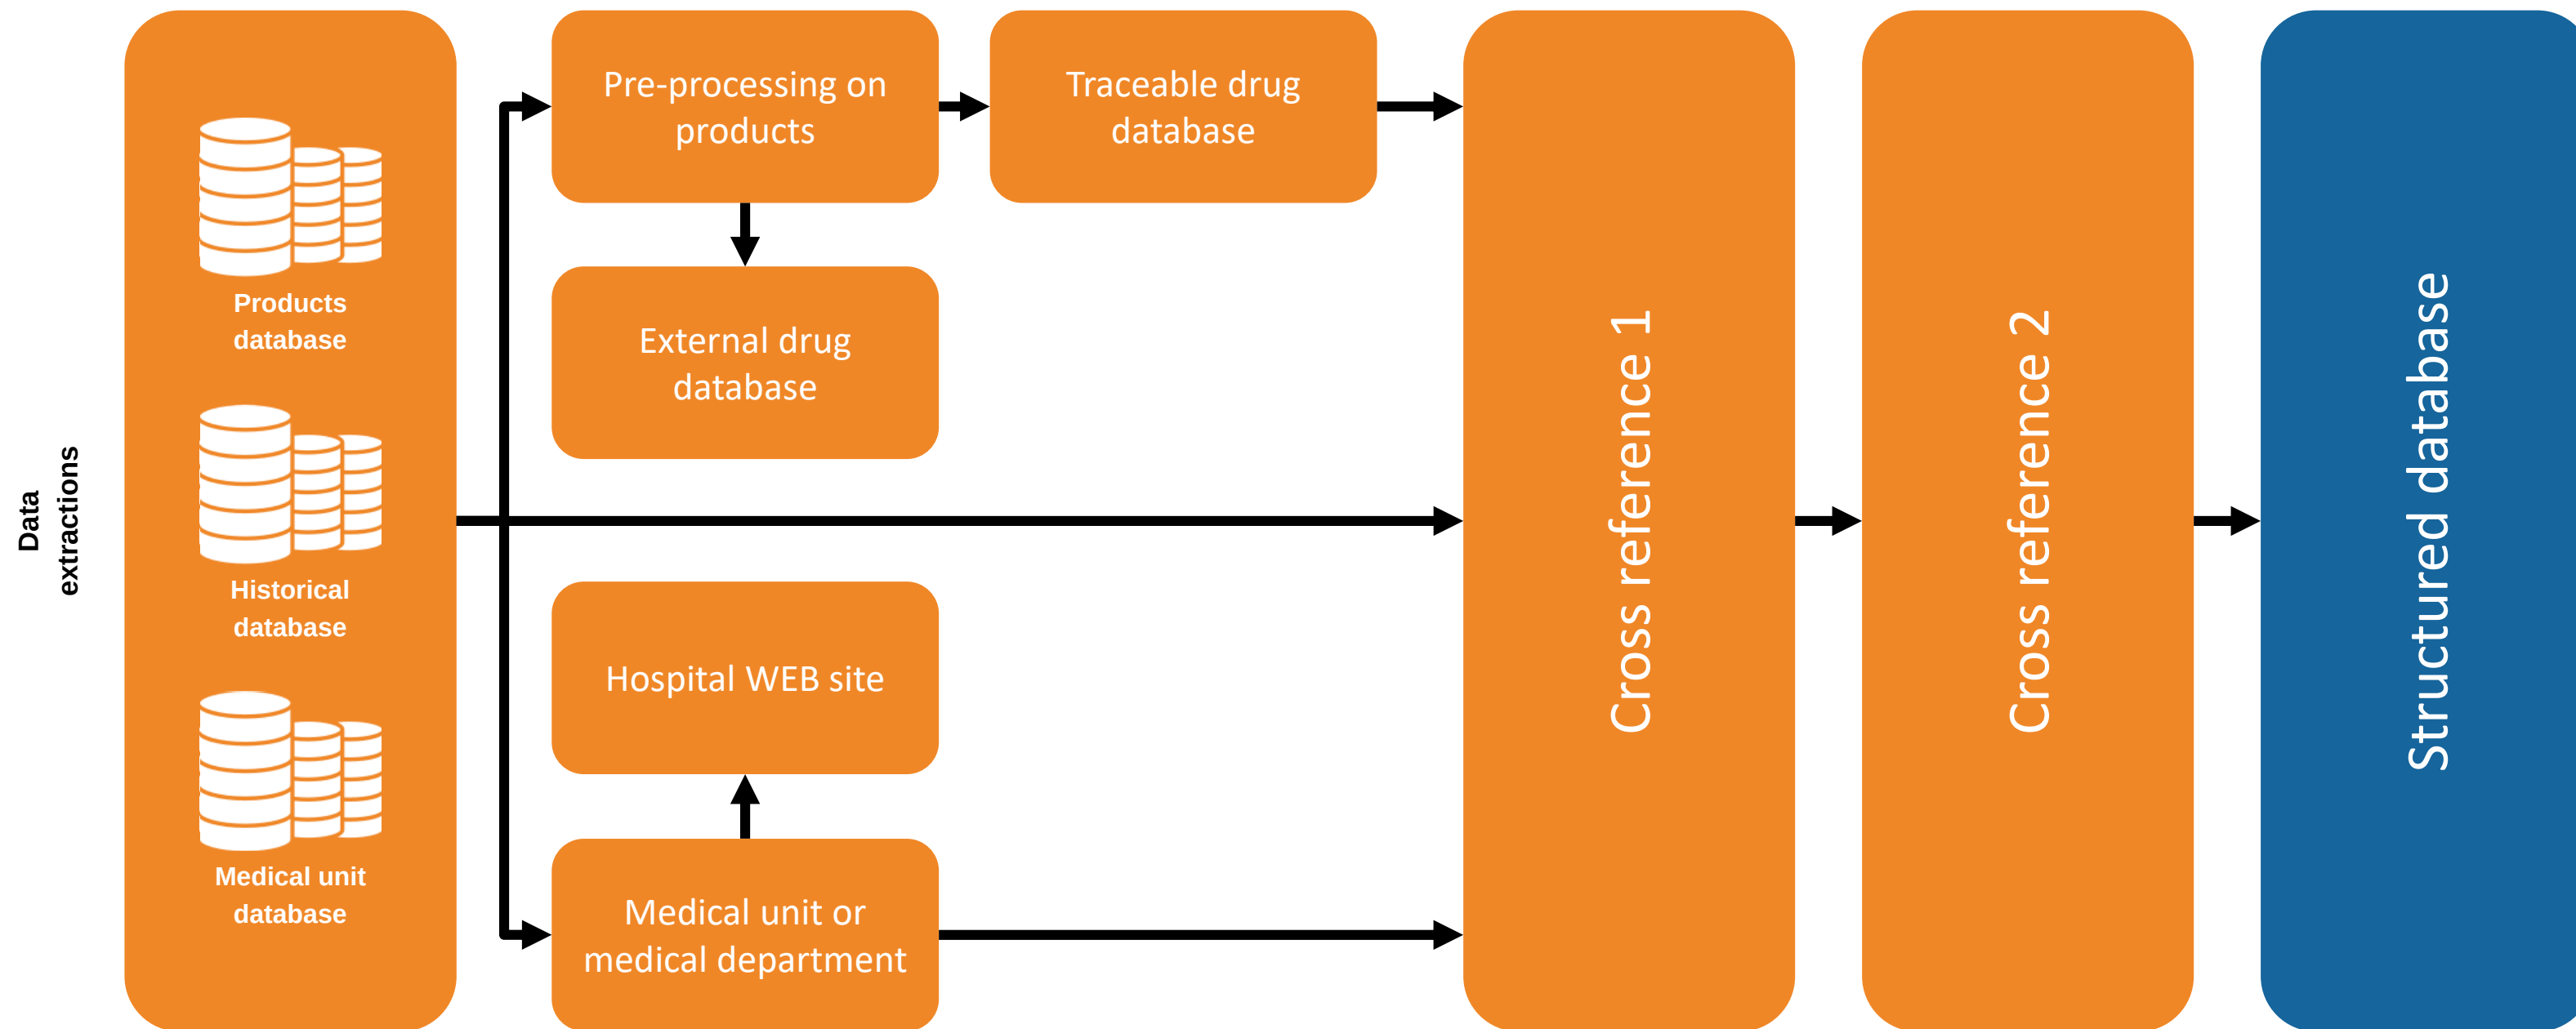 Data
extractions
Products
database
Historical
database
Medical unit
database
Pre-processing on
products
Traceable drug
database
External drug
database
Hospital WEB site
Medical unit or
medical department
Cross reference 1
Cross reference 2
Structured database